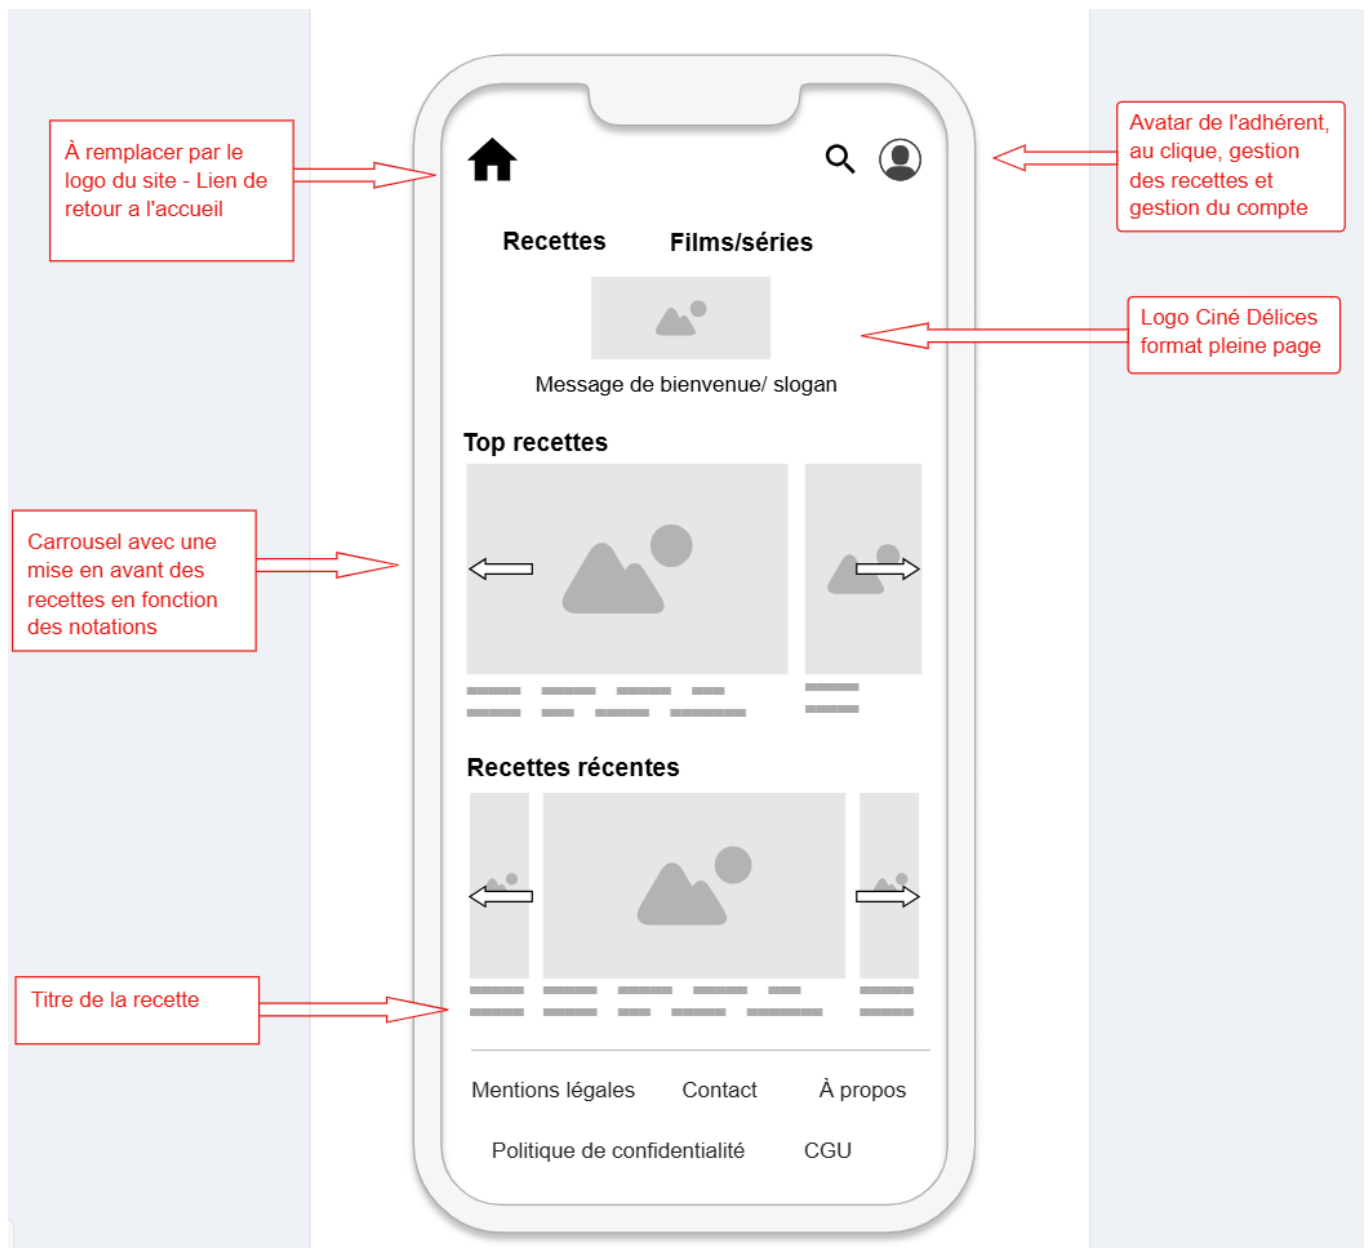 À remplacer par le
logo du site - Lien de
retour a l'accueil
Avatar de l'adhérent,
au clique, gestion
des recettes et
gestion du compte
Recettes
Films/séries
Logo Ciné Délices
format pleine page
Message de bienvenue/ slogan
Top recettes
Carrousel avec une
mise en avant des
recettes en fonction
des notations
Recettes récentes
Titre de la recette
Mentions légales
Contact
À propos
Politique de confidentialité
CGU